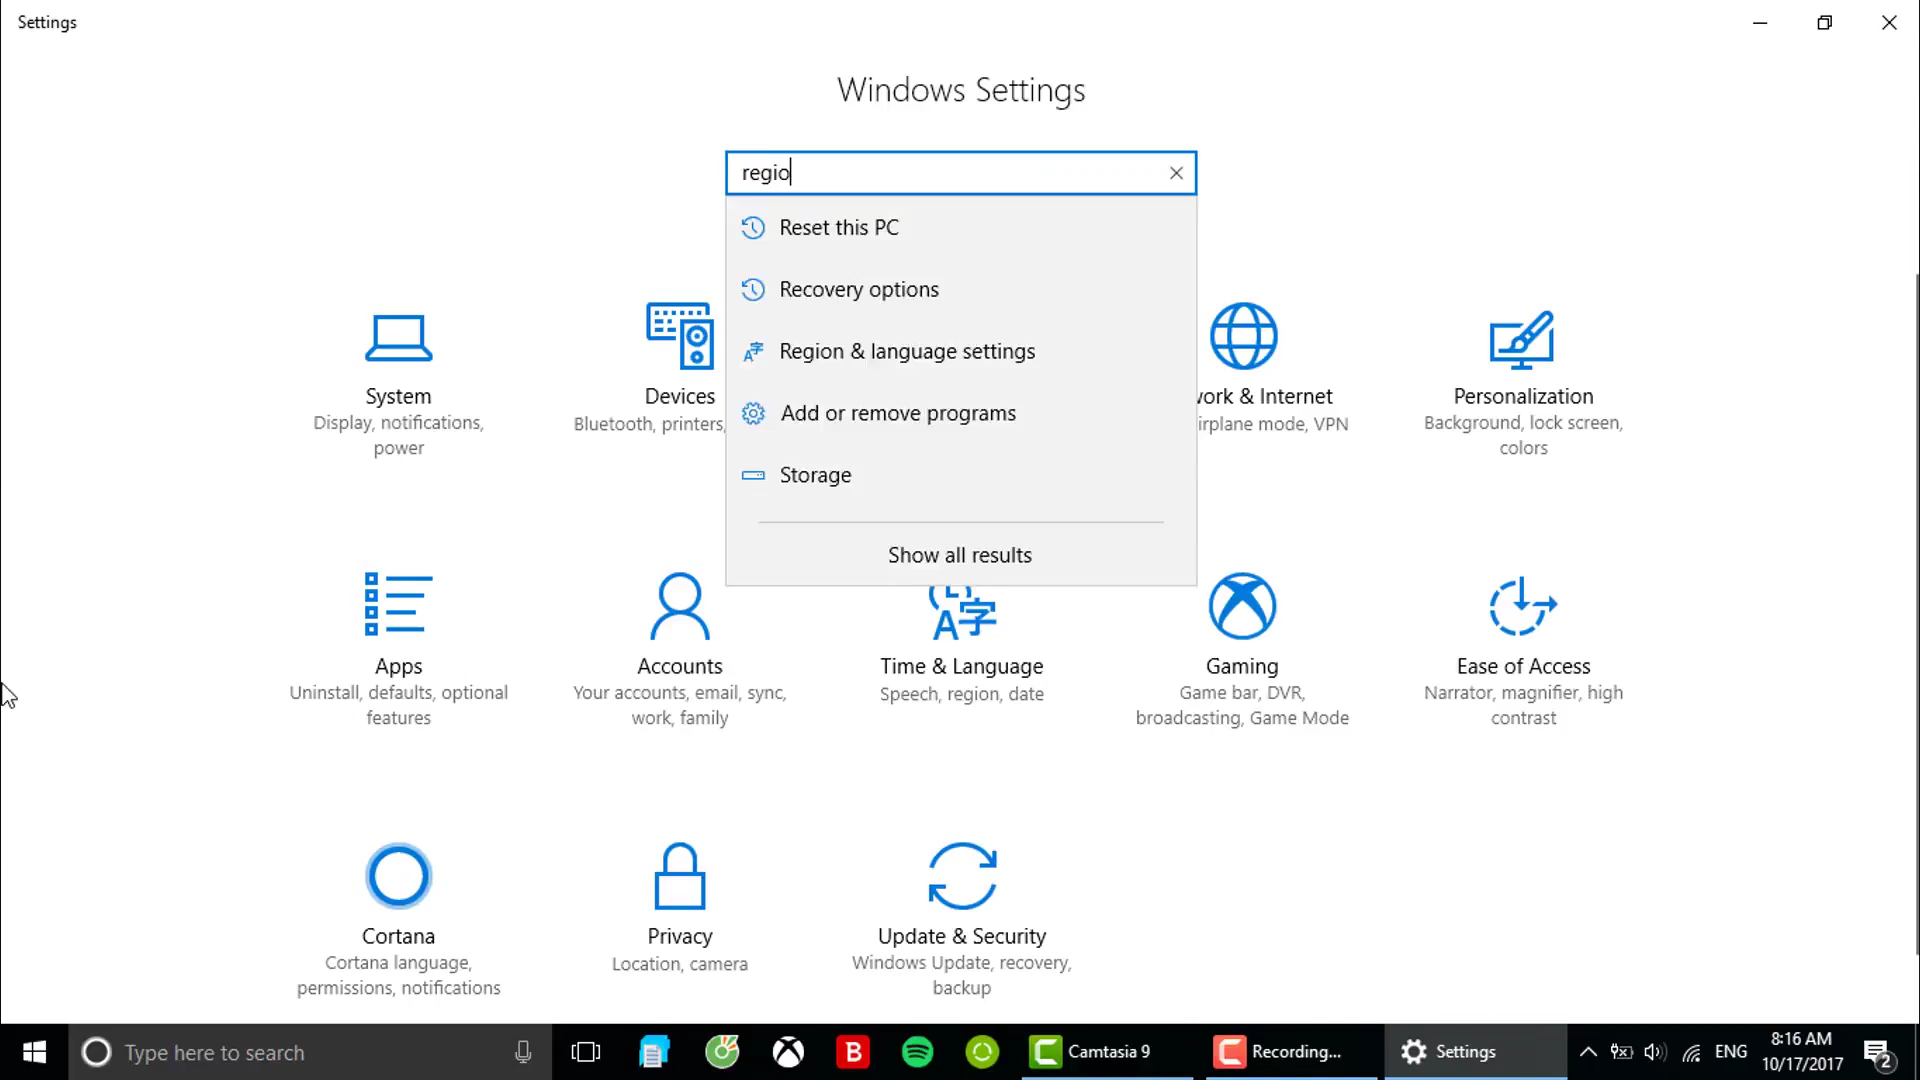 Settings
Windows Settings
regio
Reset this PC
Recovery options
Region & language settings
Add or remove programs
Storage
Show all results
System
Display, notifications,
power
Devices
Bluetooth, printers,
work & Internet
irplane mode, VPN
Personalization
Background, lock screen,
colors
Apps
Uninstall, defaults, optional
features
Accounts
Your accounts, email, sync,
work, family
Time & Language
Speech, region, date
Gaming
Game bar, DVR,
broadcasting, Game Mode
Ease of Access
Narrator, magnifier, high
contrast
Cortana
Cortana language,
permissions, notifications
Privacy
Location, camera
Update & Security
Windows Update, recovery,
backup
Type here to search
B
Camtasia 9
Recording...
Settings
ENG
8:16 AM
10/17/2017
2